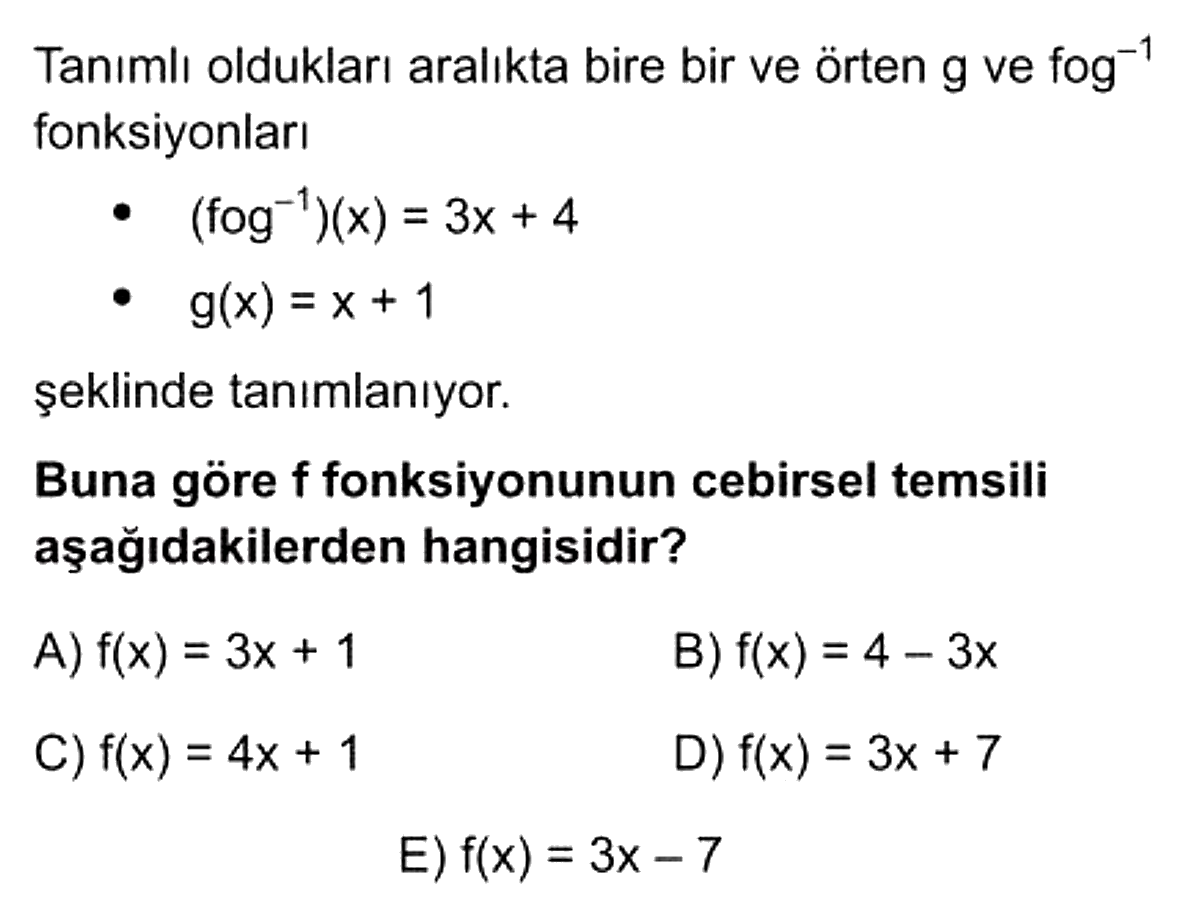 Tanımlı oldukları aralıkta bire bir ve örten g ve fog⁻¹
fonksiyonları
• (fog⁻¹)(x) = 3x + 4
• g(x) = x + 1
şeklinde tanımlanıyor.
Buna göre f fonksiyonunun cebirsel temsili
aşağıdakilerden hangisidir?
A) f(x) = 3x + 1 B) f(x) = 4 – 3x
C) f(x) = 4x + 1 D) f(x) = 3x + 7
E) f(x) = 3x – 7